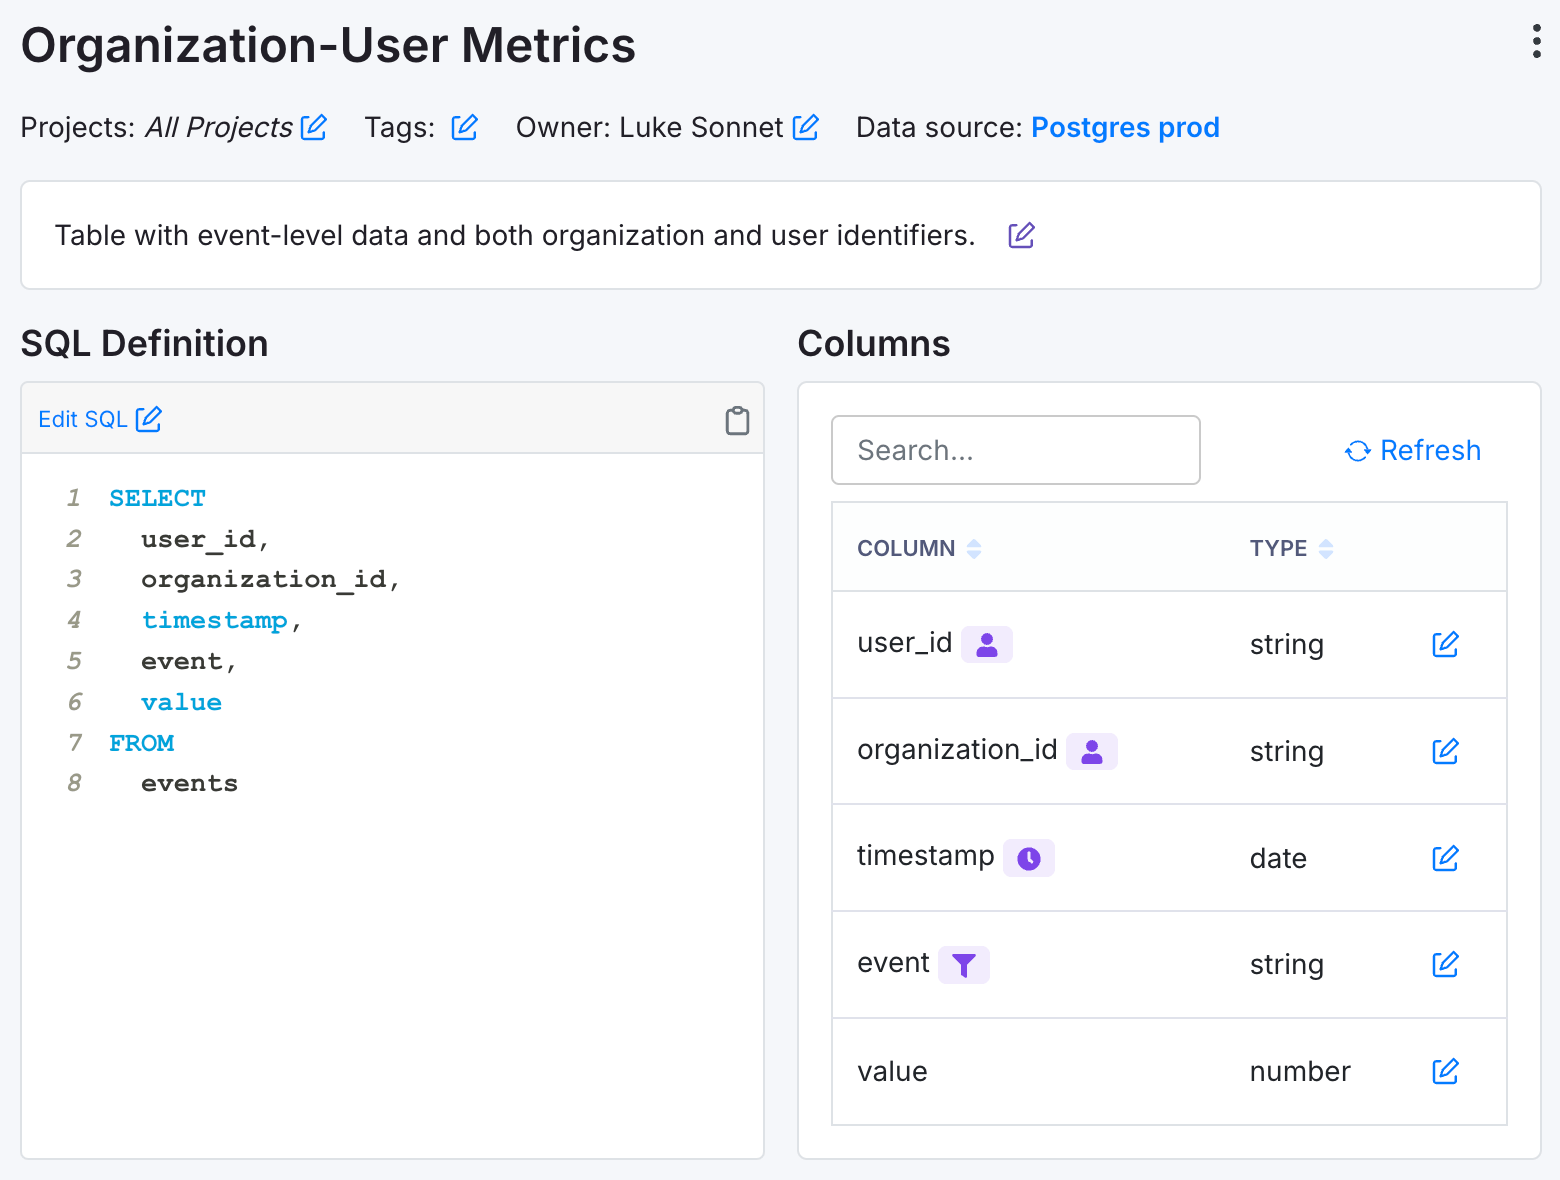 Organization-User Metrics
Projects: All Projects Tags: Owner: Luke Sonnet Data source: Postgres prod
Table with event-level data and both organization and user identifiers.
SQL Definition
Edit SQL
1 SELECT
2 user_id,
3 organization_id,
4 timestamp,
5 event,
6 value
7 FROM
8 events
Columns
Search...
Refresh
COLUMN TYPE
user_id string
organization_id string
timestamp date
event string
value number